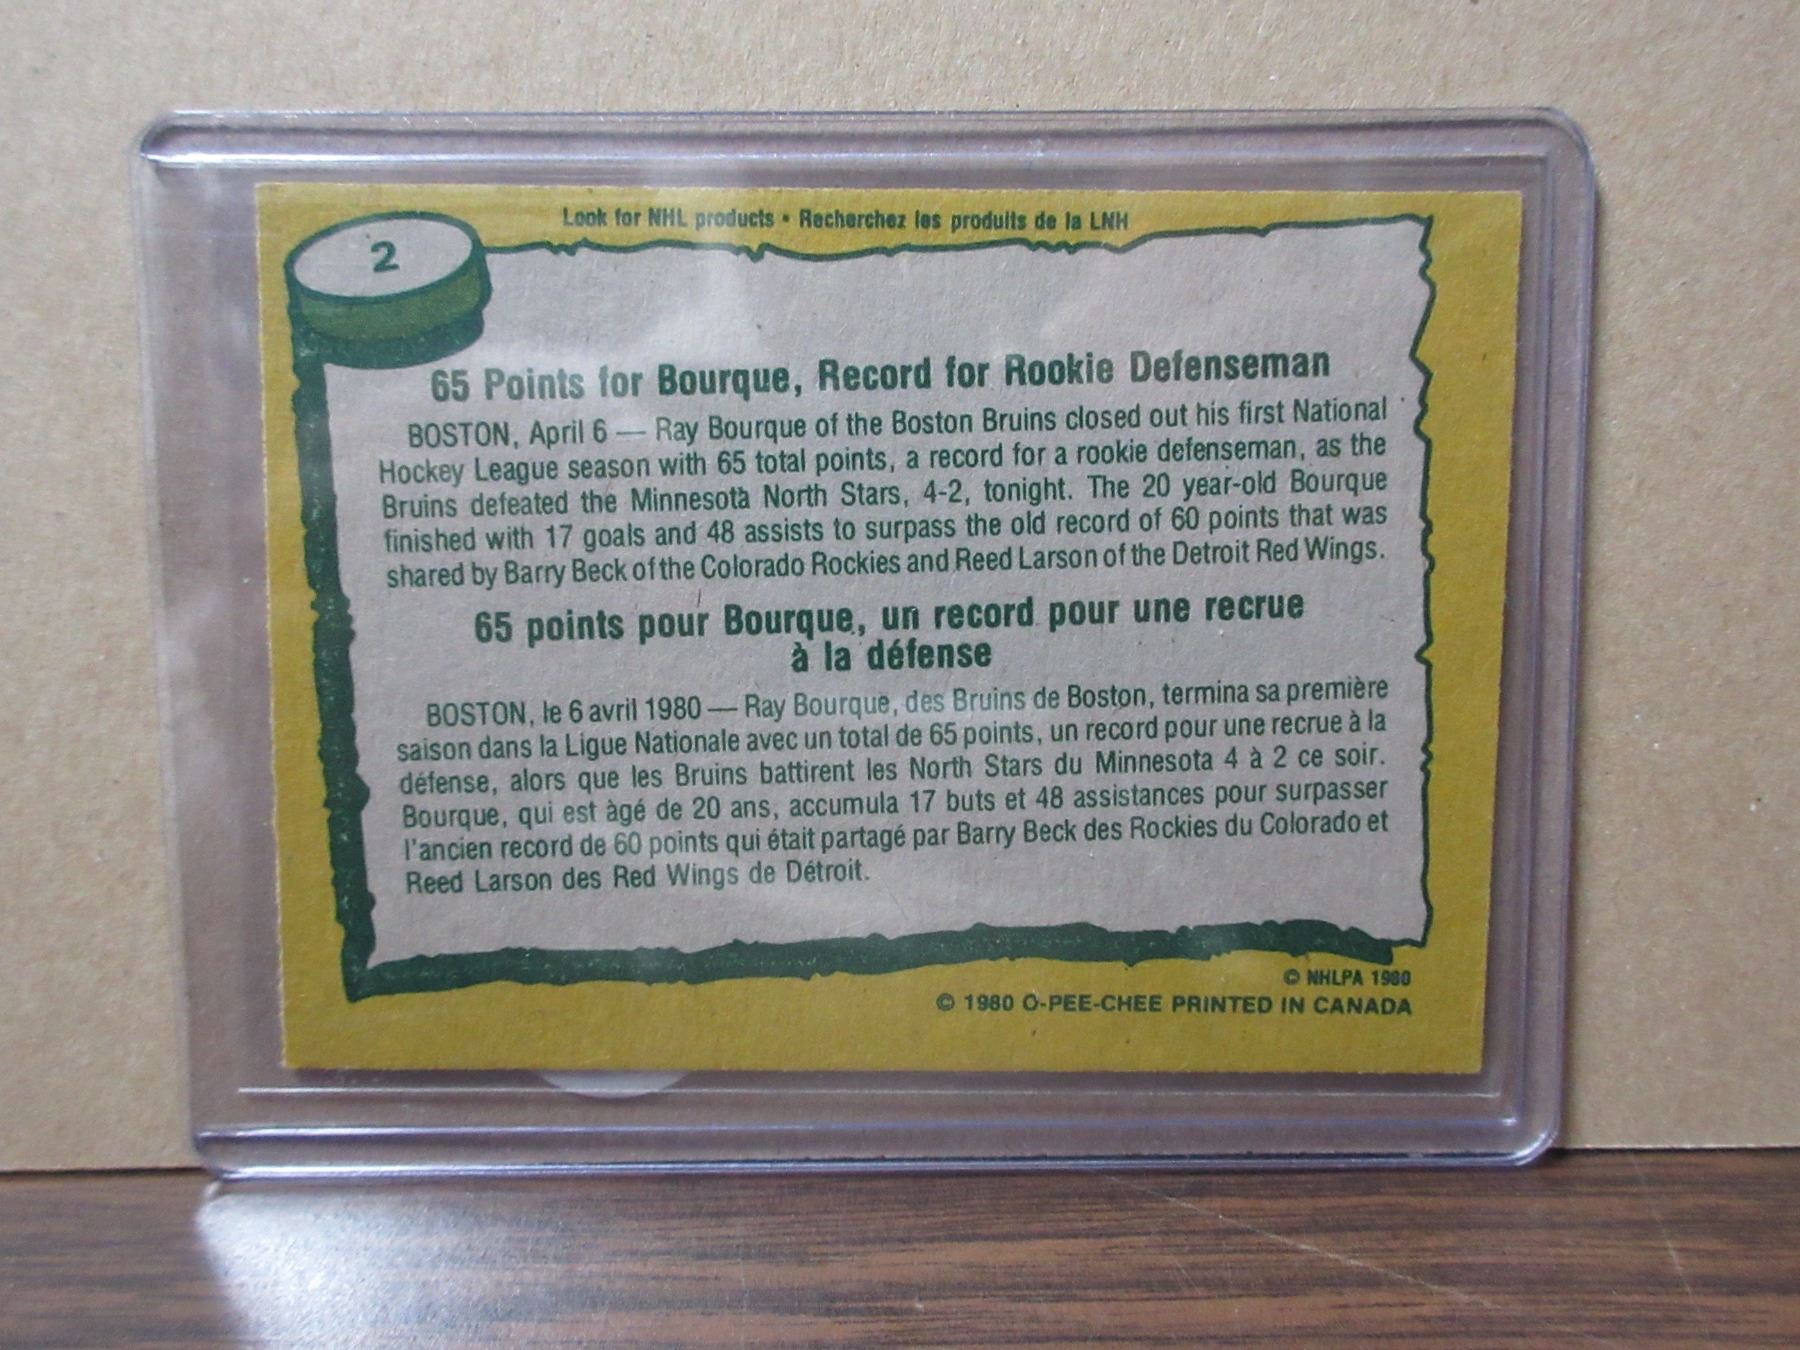 Look for NHL products • Recherchez les produits de la LNH
2
65 Points for Bourque, Record for Rookie Defenseman
BOSTON, April 6 — Ray Bourque of the Boston Bruins closed out his first National
Hockey League season with 65 total points, a record for a rookie defenseman, as the
Bruins defeated the Minnesota North Stars, 4-2, tonight. The 20 year-old Bourque
finished with 17 goals and 48 assists to surpass the old record of 60 points that was
shared by Barry Beck of the Colorado Rockies and Reed Larson of the Detroit Red Wings.
65 points pour Bourque, un record pour une recrue
à la défense
BOSTON, le 6 avril 1980 — Ray Bourque, des Bruins de Boston, termina sa première
saison dans la Ligue Nationale avec un total de 65 points, un record pour une recrue à la
défense, alors que les Bruins battirent les North Stars du Minnesota 4 à 2 ce soir.
Bourque, qui est àgé de 20 ans, accumula 17 buts et 48 assistances pour surpasser
l'ancien record de 60 points qui était partagé par Barry Beck des Rockies du Colorado et
Reed Larson des Red Wings de Détroit.
© NHLPA 1980
© 1980 O-PEE-CHEE PRINTED IN CANADA